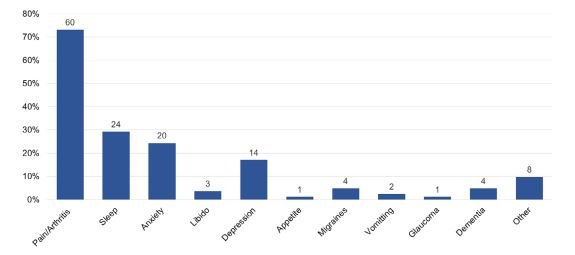 80%
70%
60%
50%
40%
30%
20%
10%
0%
60
24
20
3
14
1
4
2
1
4
8
Pain/Arthritis
Sleep
Anxiety
Libido
Depression
Appetite
Migraines
Vomitting
Glaucoma
Dementia
Other